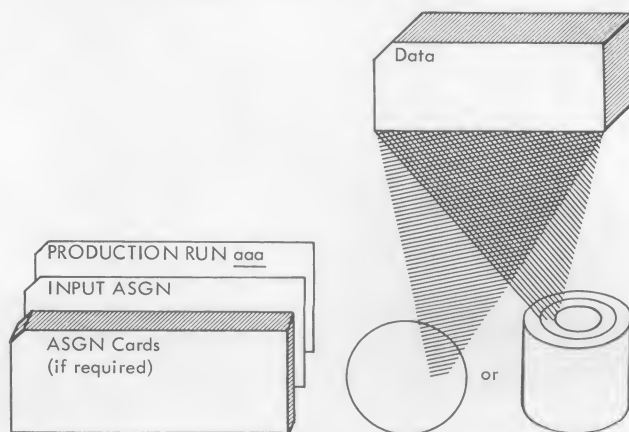 Data
PRODUCTION RUN aaa
INPUT ASGN
ASGN Cards
(if required)
or